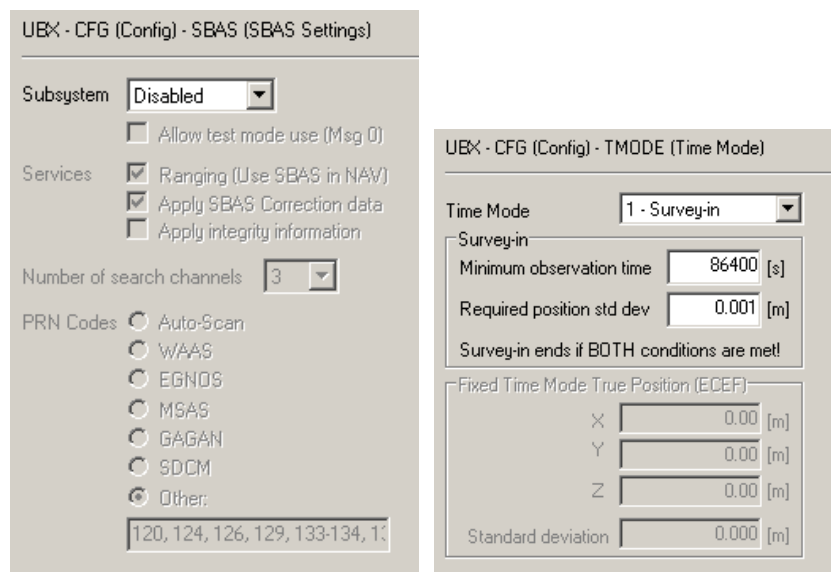 UBX - CFG (Config) - SBAS (SBAS Settings)
Subsystem Disabled
Allow test mode use (Msg 0)
Services Ranging (Use SBAS in NAV)
Apply SBAS Correction data
Apply integrity information
Number of search channels 3
PRN Codes Auto-Scan
WAAS
EGNOS
MSAS
GAGAN
SDCM
Other:
120, 124, 126, 129, 133-134,
UBX - CFG (Config) - TMODE (Time Mode)
Time Mode 1 - Survey-in
Survey-in
Minimum observation time 86400 [s]
Required position std dev 0.001 [m]
Survey-in ends if BOTH conditions are met!
Fixed Time Mode True Position (ECEF)
X 0.00 [m]
Y 0.00 [m]
Z 0.00 [m]
Standard deviation 0.000 [m]